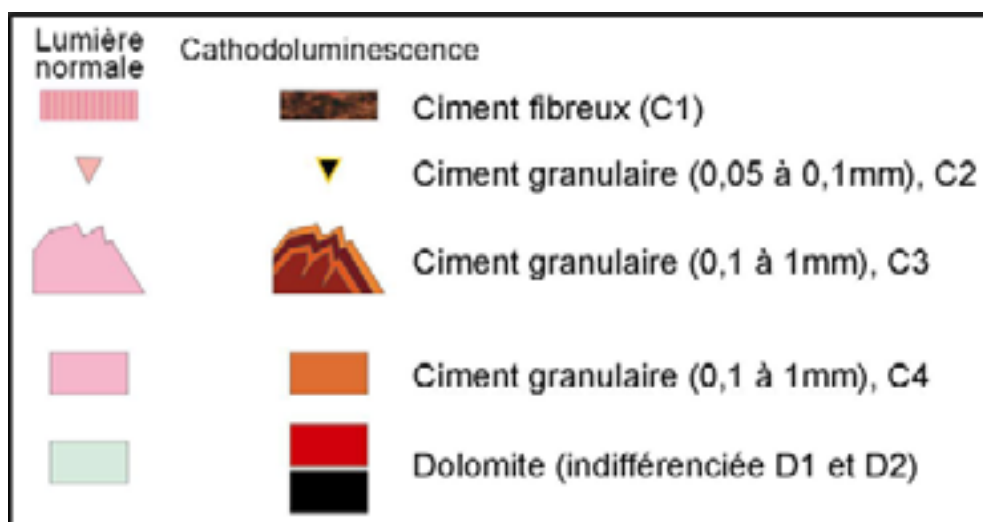 Lumière
normale
Cathodoluminescence
Ciment fibreux (C1)
Ciment granulaire (0,05 à 0,1mm), C2
Ciment granulaire (0,1 à 1mm), C3
Ciment granulaire (0,1 à 1mm), C4
Dolomite (indifférenciée D1 et D2)